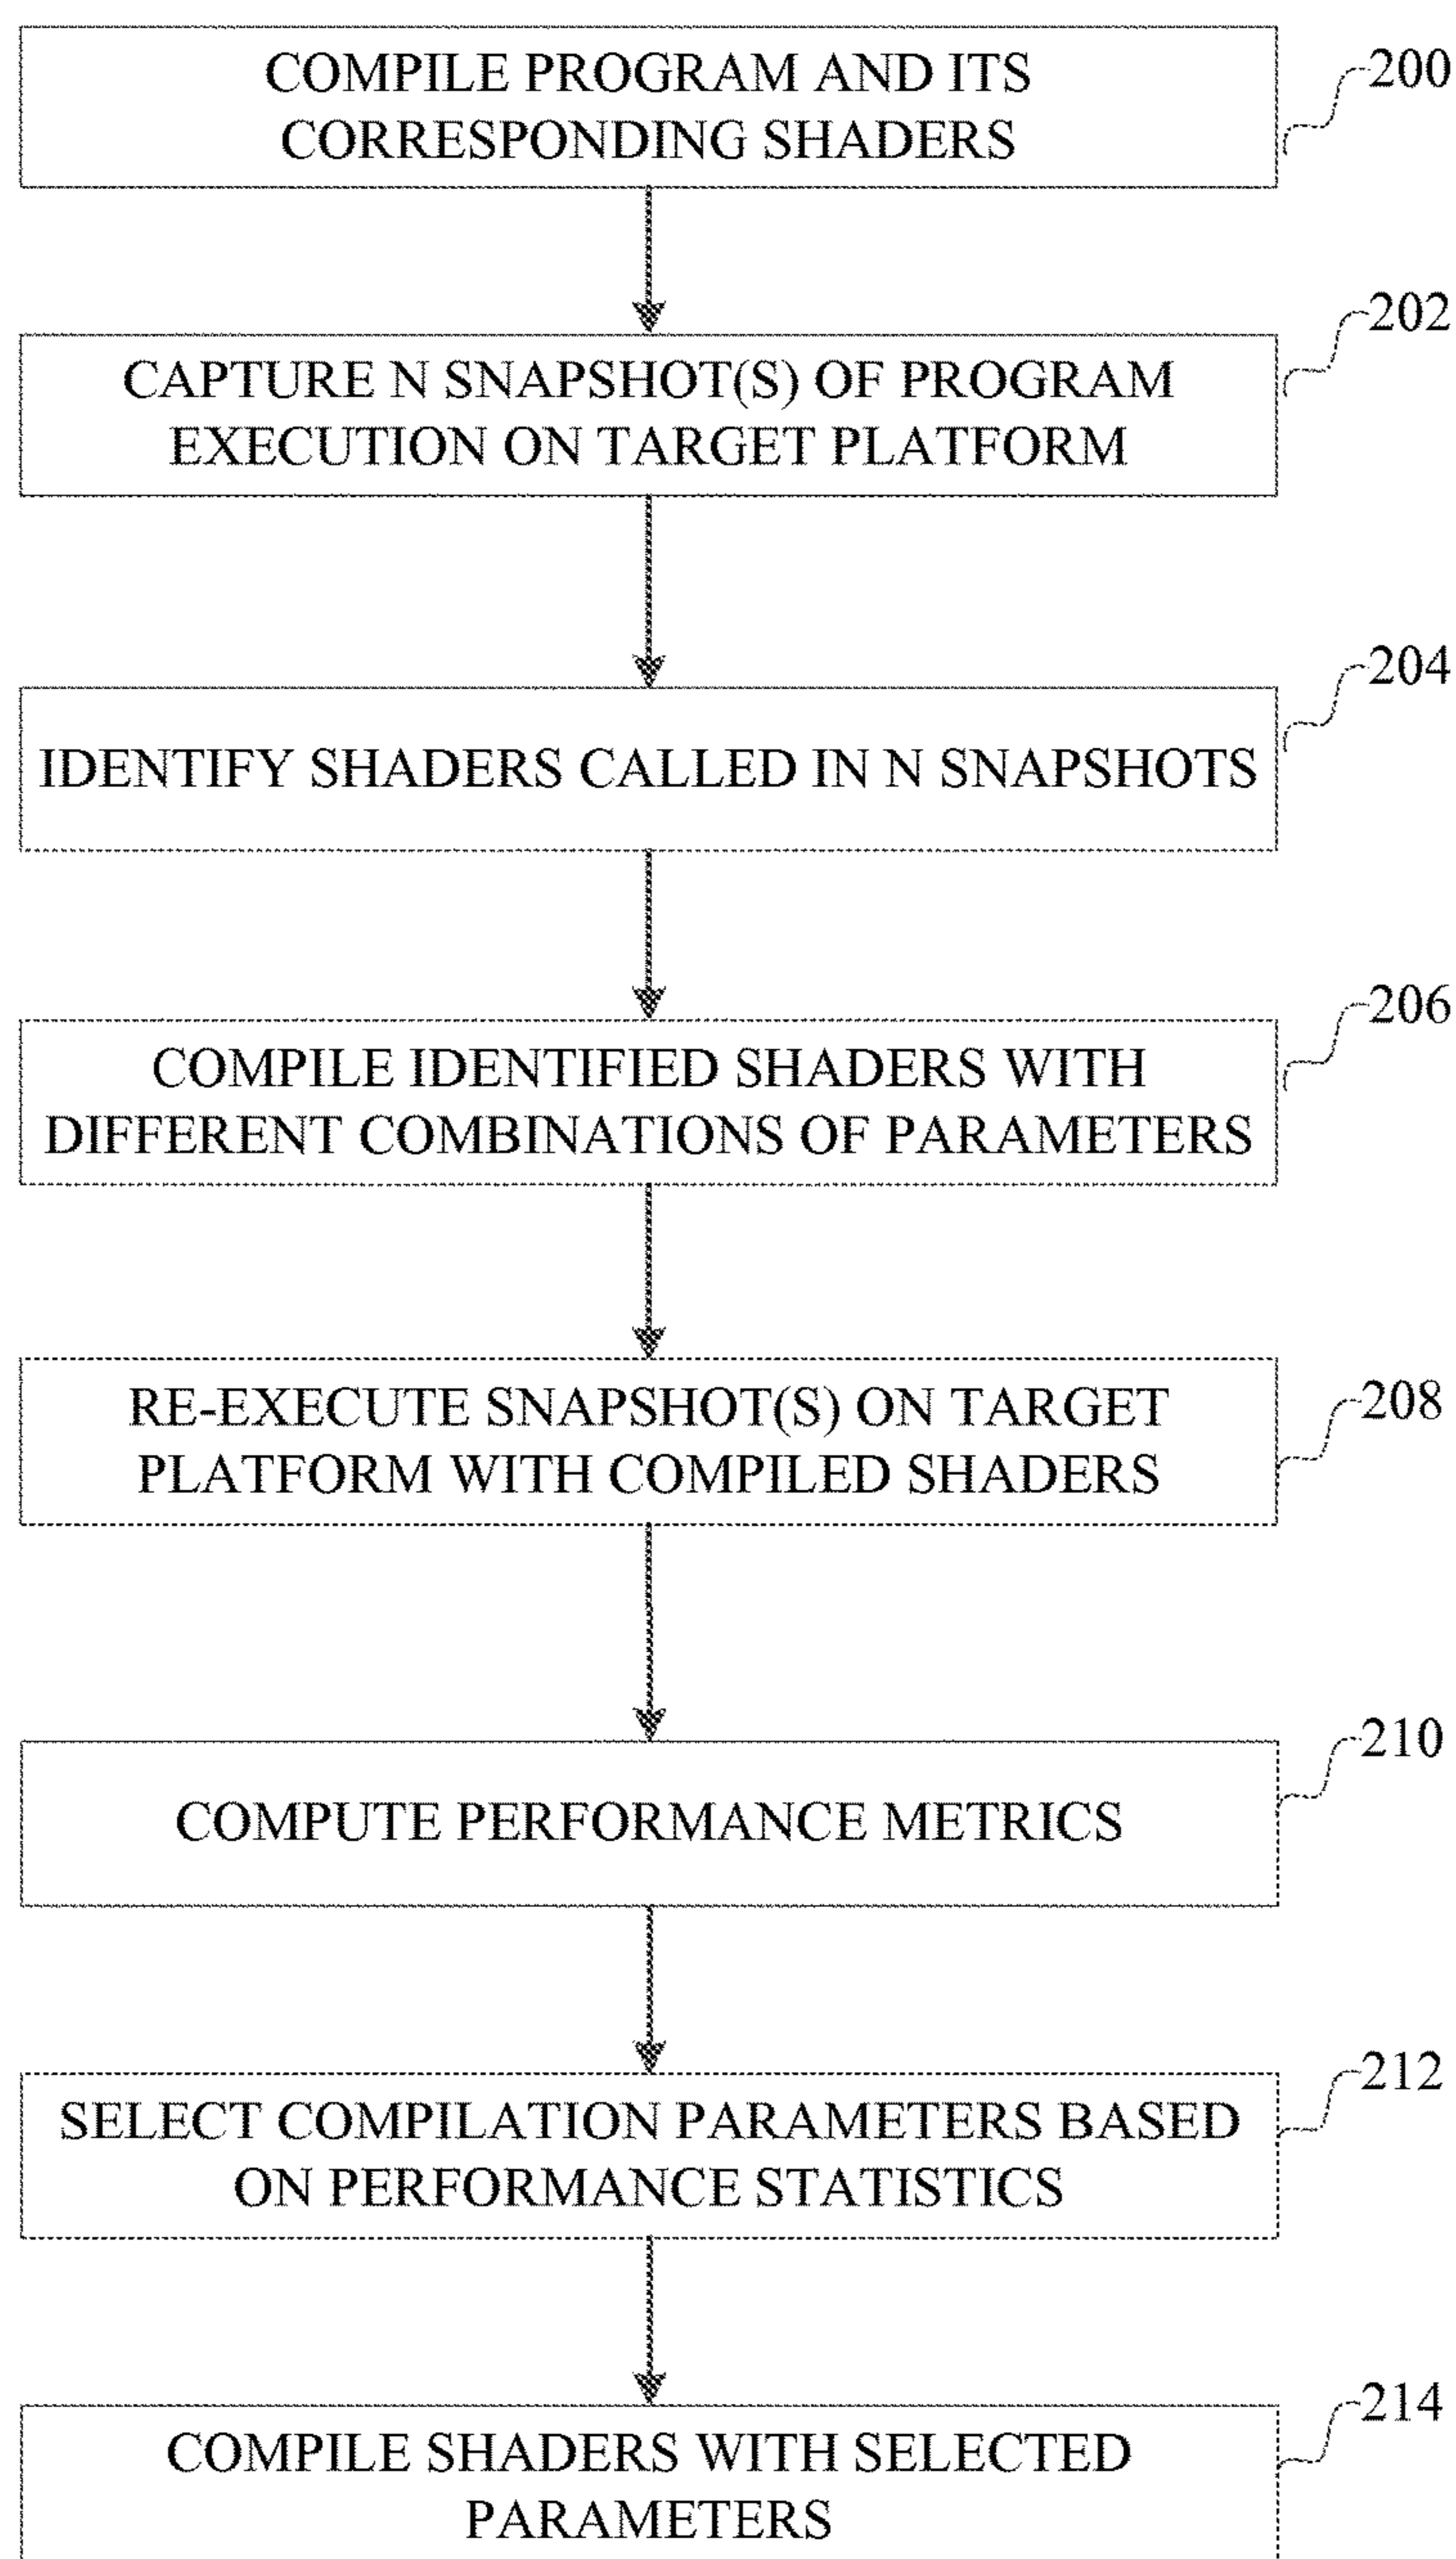 COMPILE PROGRAM AND ITS
CORRESPONDING SHADERS
200
CAPTURE N SNAPSHOT(S) OF PROGRAM
EXECUTION ON TARGET PLATFORM
202
IDENTIFY SHADERS CALLED IN N SNAPSHOTS
204
COMPILE IDENTIFIED SHADERS WITH
DIFFERENT COMBINATIONS OF PARAMETERS
206
RE-EXECUTE SNAPSHOT(S) ON TARGET
PLATFORM WITH COMPILED SHADERS
208
COMPUTE PERFORMANCE METRICS
210
SELECT COMPILATION PARAMETERS BASED
ON PERFORMANCE STATISTICS
212
COMPILE SHADERS WITH SELECTED
PARAMETERS
214